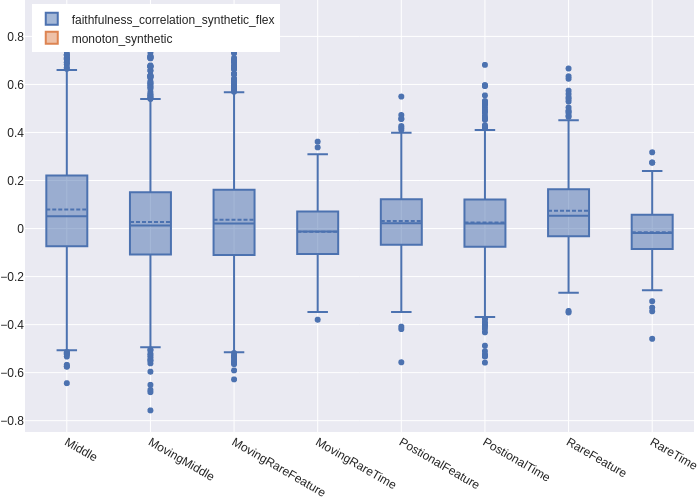 faithfulness_correlation_synthetic_flex
monoton_synthetic
0.8
0.6
0.4
0.2
0
−0.2
−0.4
−0.6
−0.8
Middle
MovingMiddle
MovingRareFeature
MovingRareTime
PostionalFeature
PostionalTime
RareFeature
RareTime